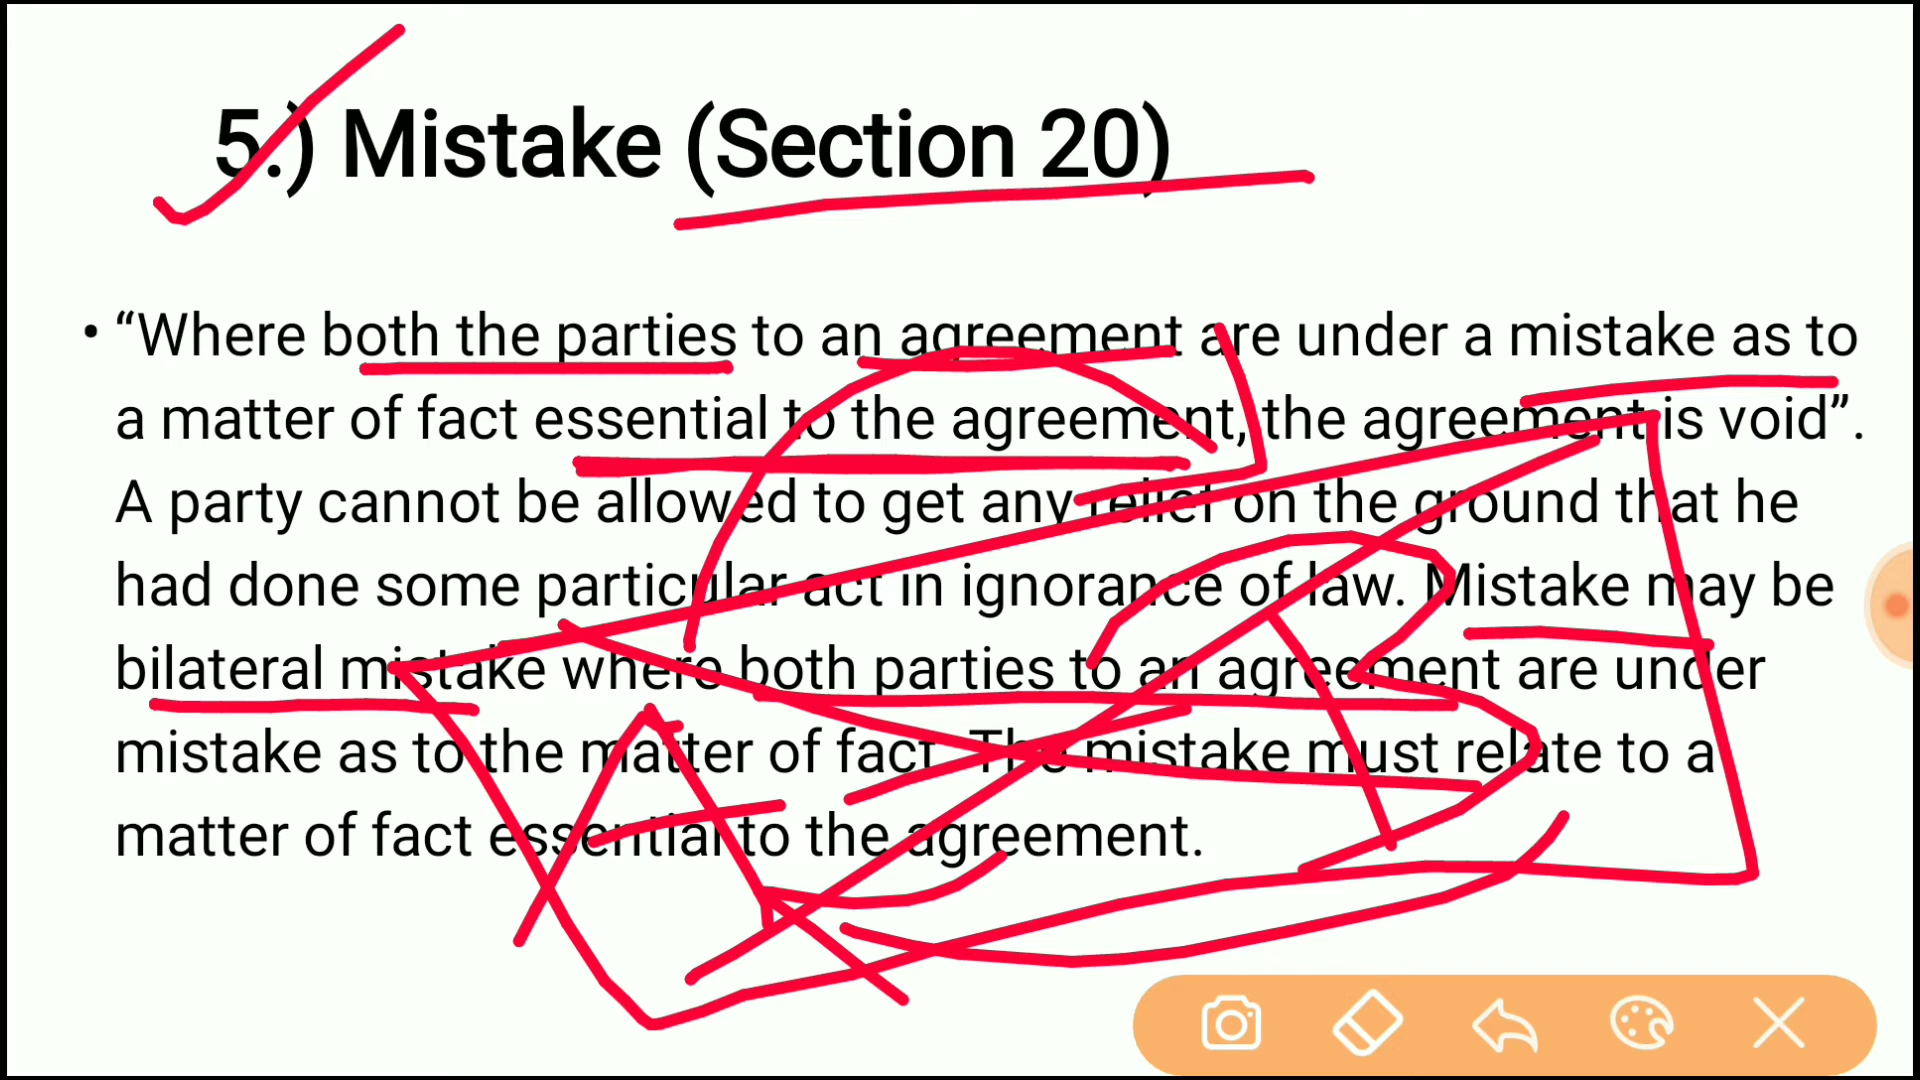 5.) Mistake (Section 20)
• “Where both the parties to an agreement are under a mistake as to
a matter of fact essential to the agreement, the agreement is void”.
A party cannot be allowed to get any relief on the ground that he
had done some particular act in ignorance of law. Mistake may be
bilateral mistake where both parties to an agreement are under
mistake as to the matter of fact. The mistake must relate to a
matter of fact essential to the agreement.